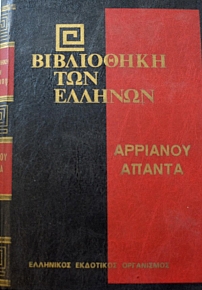 ΒΙΒΛΙΟΘΗΚΗ
ΤΩΝ
ΕΛΛΗΝΩΝ
ΑΡΡΙΑΝΟΥ
ΑΠΑΝΤΑ
ΕΛΛΗΝΙΚΟΣ ΕΚΔΟΤΙΚΟΣ ΟΡΓΑΝΙΣΜΟΣ